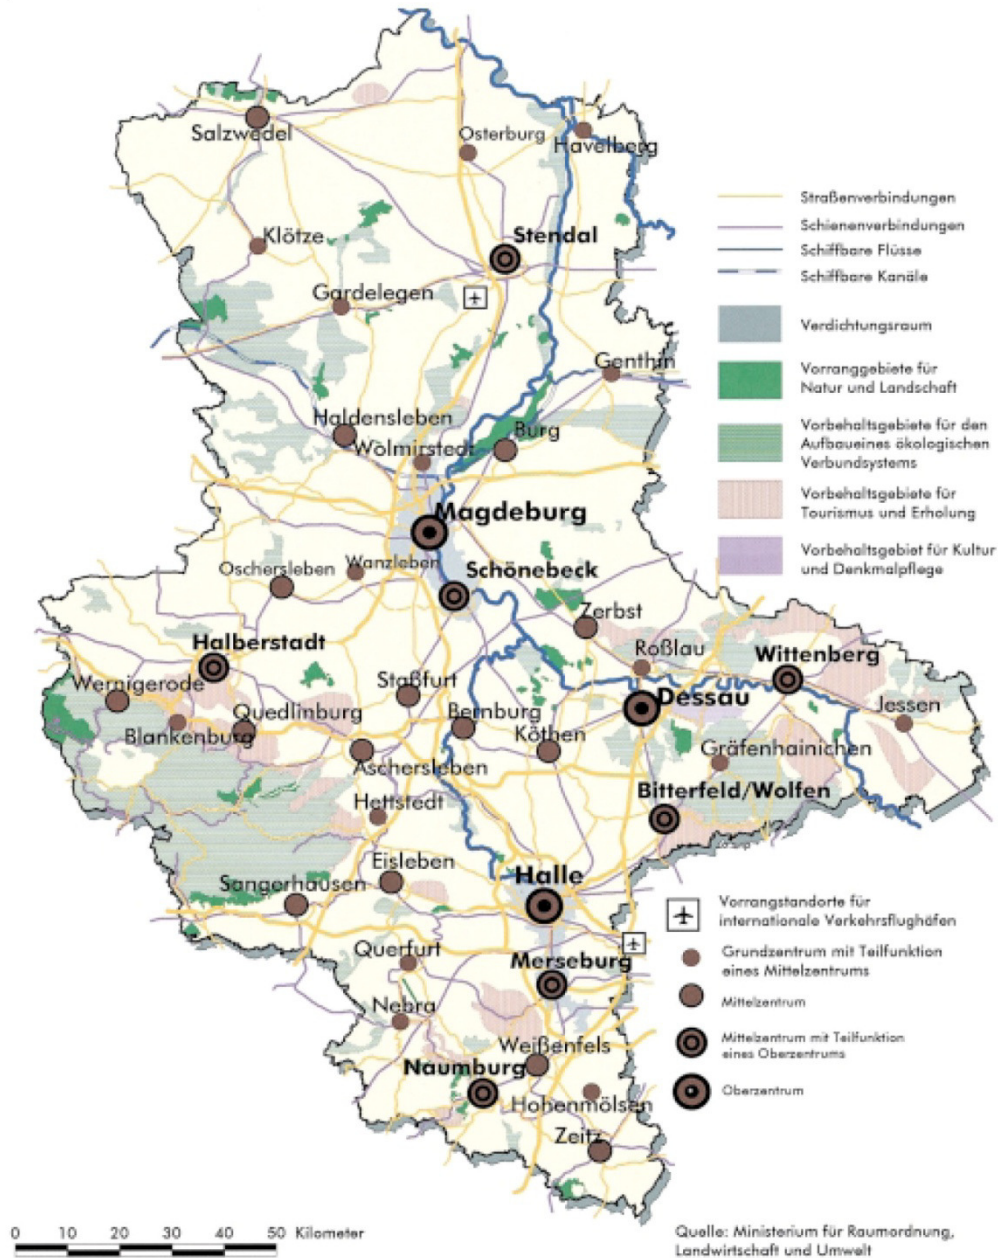 Salzwedel
Osterburg
Havelberg
Klötze
Stendal
Gardelegen
Genthin
Haldensleben
Wolmirstedt
Burg
Magdeburg
Oschersleben
Wanzleben
Schönebeck
Zerbst
Halberstadt
Roßlau
Wittenberg
Wernigerode
Staßfurt
Dessau
Quedlinburg
Bernburg
Jessen
Blankenburg
Köthen
Gräfenhainichen
Aschersleben
Bitterfeld/Wolfen
Hettstedt
Eisleben
Halle
Sangerhausen
Querfurt
Merseburg
Nebra
Weißenfels
Naumburg
Hohenmölsen
Zeitz
Straßenverbindungen
Schienenverbindungen
Schiffbare Flüsse
Schiffbare Kanäle
Verdichtungsraum
Vorranggebiete für
Natur und Landschaft
Vorbehaltsgebiete für den
Aufbaueines ökologischen
Verbundsystems
Vorbehaltsgebiete für
Tourismus und Erholung
Vorbehaltsgebiet für Kultur
und Denkmalpflege
Vorrangstandorte für
internationale Verkehrsflughäfen
Grundzentrum mit Teilfunktion
eines Mittelzentrums
Mittelzentrum
Mittelzentrum mit Teilfunktion
eines Oberzentrums
Oberzentrum
0 10 20 30 40 50 Kilometer
Quelle: Ministerium für Raumordnung,
Landwirtschaft und Umwelt